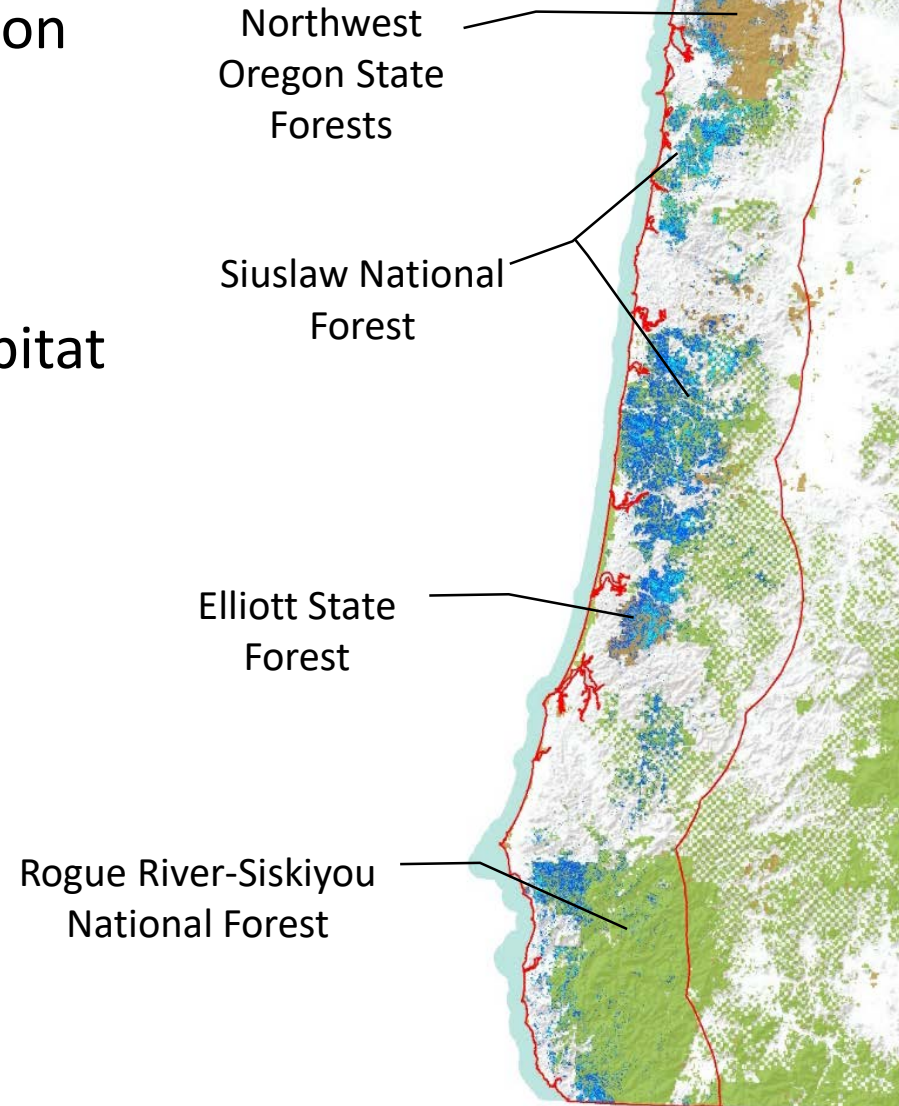 on
Northwest
Oregon State
Forests
Siuslaw National
Forest
bitat
Elliott State
Forest
Rogue River-Siskiyou
National Forest